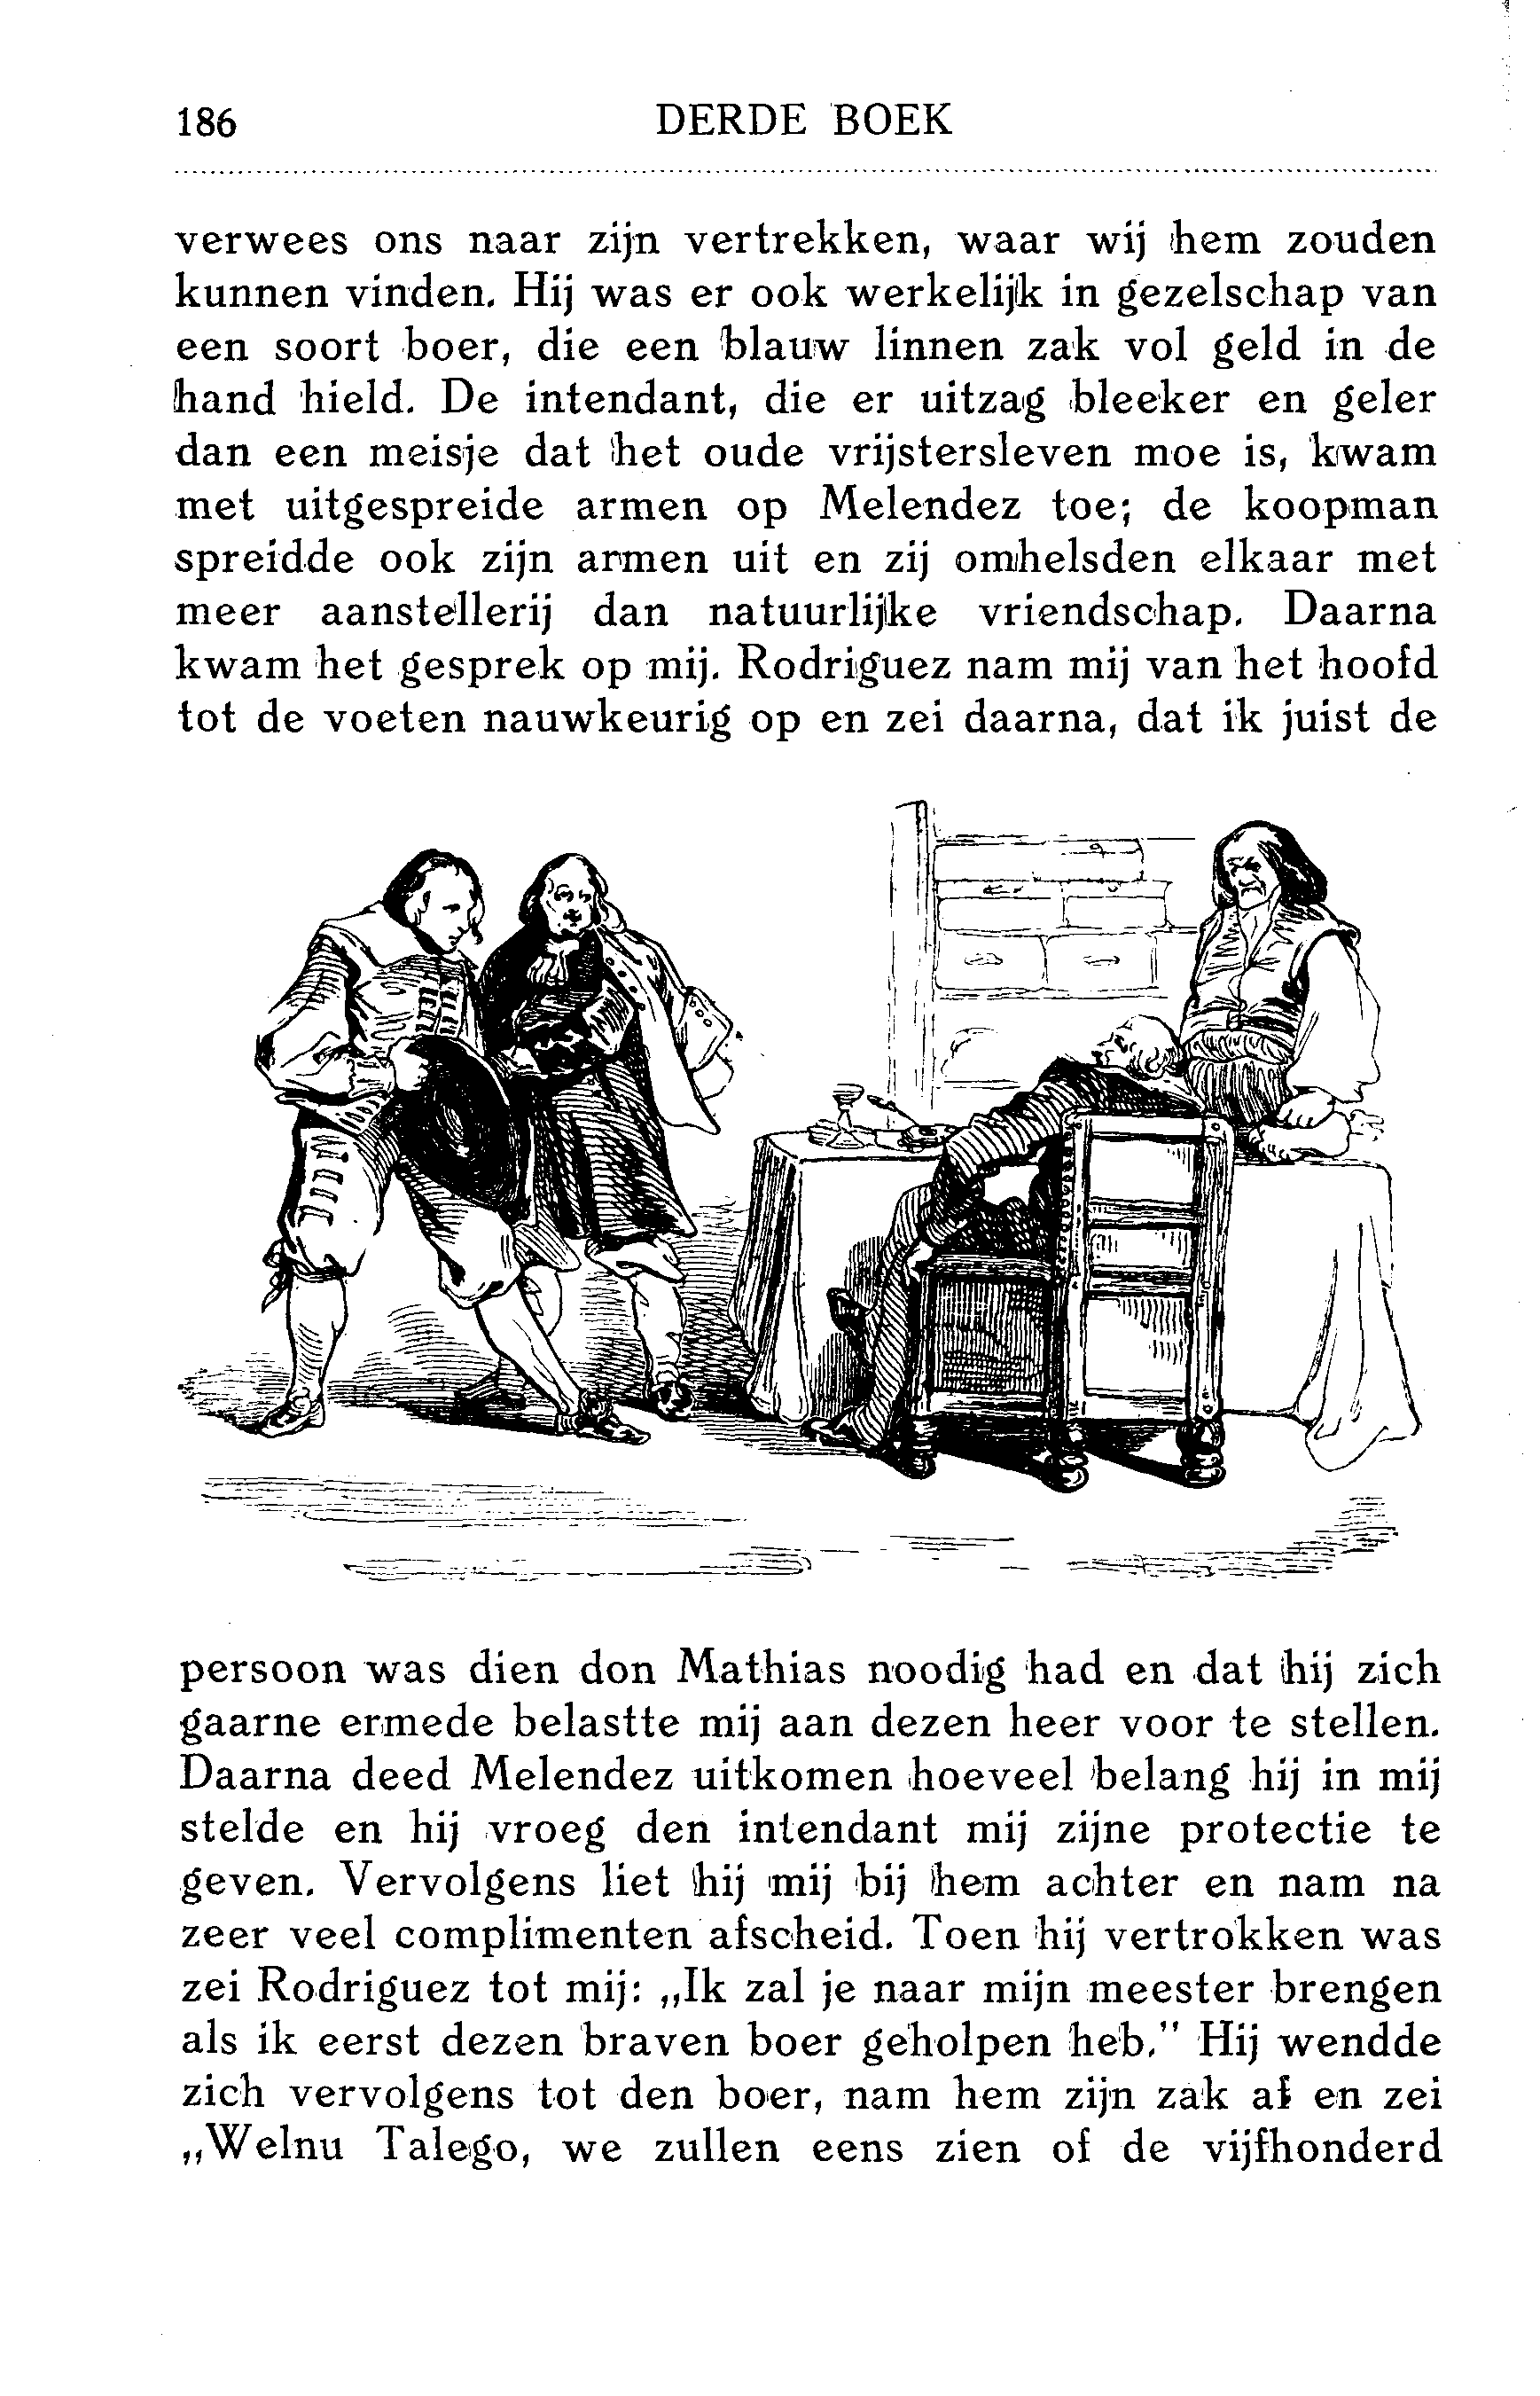 186 DERDE BOEK
verwees ons naar zijn vertrekken, waar wij hem zouden
kunnen vinden. Hij was er ook werkelijk in gezelschap van
een soort boer, die een blauw linnen zak vol geld in de
hand hield. De intendant, die er uitzag bleeker en geler
dan een meisje dat het oude vrijstersleven moe is, kwam
met uitgespreide armen op Melendez toe; de koopman
spreidde ook zijn armen uit en zij omhelsden elkaar met
meer aanstellerij dan natuurlijke vriendschap. Daarna
kwam het gesprek op mij. Rodriguez nam mij van het hoofd
tot de voeten nauwkeurig op en zei daarna, dat ik juist de
persoon was dien don Mathias noodig had en dat hij zich
gaarne ermede belastte mij aan dezen heer voor te stellen.
Daarna deed Melendez uitkomen hoeveel belang hij in mij
stelde en hij vroeg den intendant mij zijne protectie te
geven. Vervolgens liet hij mij bij hem achter en nam na
zeer veel complimenten afscheid. Toen hij vertrokken was
zei Rodriguez tot mij: „Ik zal je naar mijn meester brengen
als ik eerst dezen braven boer geholpen heb." Hij wendde
zich vervolgens tot den boer, nam hem zijn zak af en zei
„Welnu Talego, we zullen eens zien of de vijfhonderd